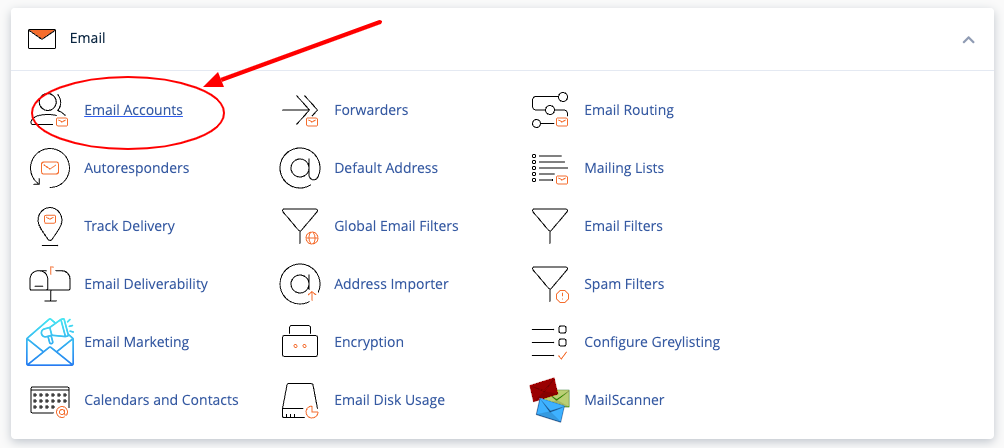 Email
Email Accounts
Forwarders
Email Routing
Autoresponders
Default Address
Mailing Lists
Track Delivery
Global Email Filters
Email Filters
Email Deliverability
Address Importer
Spam Filters
Email Marketing
Encryption
Configure Greylisting
Calendars and Contacts
Email Disk Usage
MailScanner